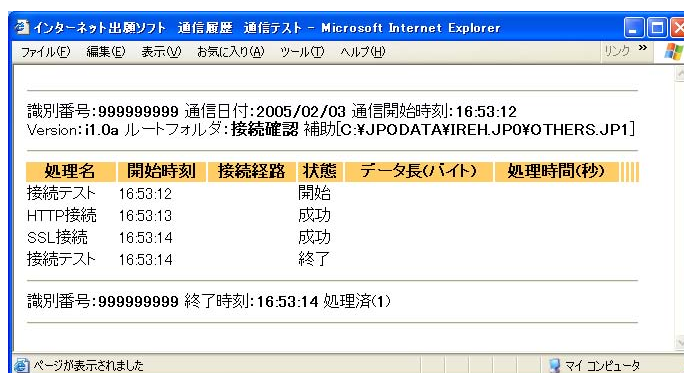 インターネット出願ソフト 通信履歴 通信テスト - Microsoft Internet Explorer
ファイル(F) 編集(E) 表示(V) お気に入り(A) ツール(T) ヘルプ(H) リンク »
識別番号:999999999 通信日付:2005/02/03 通信開始時刻:16:53:12
Version:i1.0a ルートフォルダ:接続確認 補助[C:¥JPODATA¥IREH.JP0¥OTHERS.JP1]
処理名 開始時刻 接続経路 状態 データ長(バイト) 処理時間(秒)
接続テスト 16:53:12 開始
HTTP接続 16:53:13 成功
SSL接続 16:53:14 成功
接続テスト 16:53:14 終了
識別番号:999999999 終了時刻:16:53:14 処理済(1)
ページが表示されました マイ コンピュータ